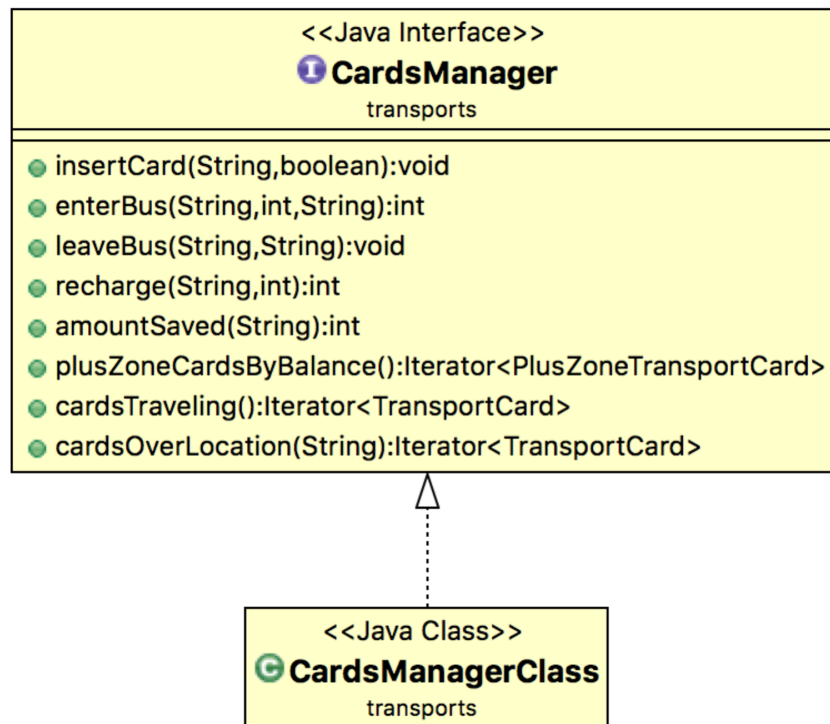 <<Java Interface>>
I CardsManager
transports
insertCard(String,boolean):void
enterBus(String,int,String):int
leaveBus(String,String):void
recharge(String,int):int
amountSaved(String):int
plusZoneCardsByBalance():Iterator<PlusZoneTransportCard>
cardsTraveling():Iterator<TransportCard>
cardsOverLocation(String):Iterator<TransportCard>
<<Java Class>>
C CardsManagerClass
transports